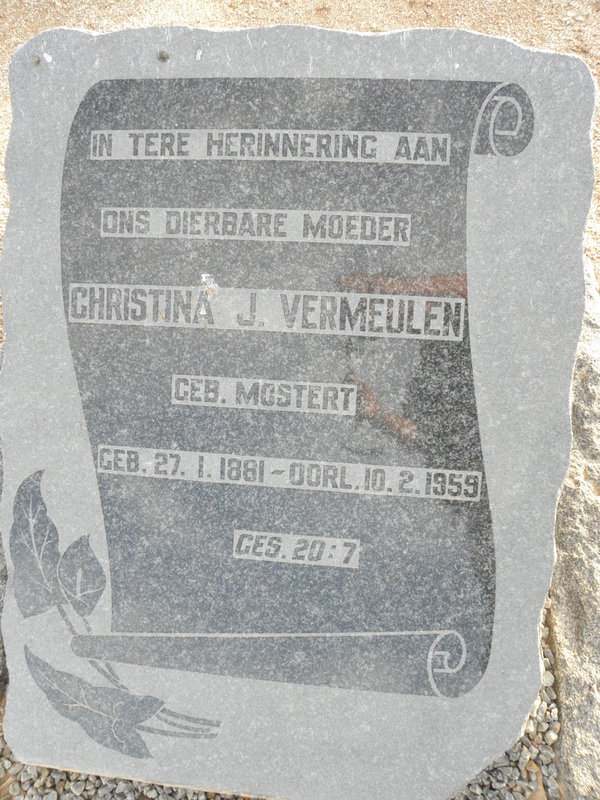 IN TERE HERINNERING AAN
ONS DIERBARE MOEDER
CHRISTINA J. VERMEULEN
GEB. MOSTERT
GEB. 27. 1. 1881 - OORL. 10. 2. 1959
GES. 20:7